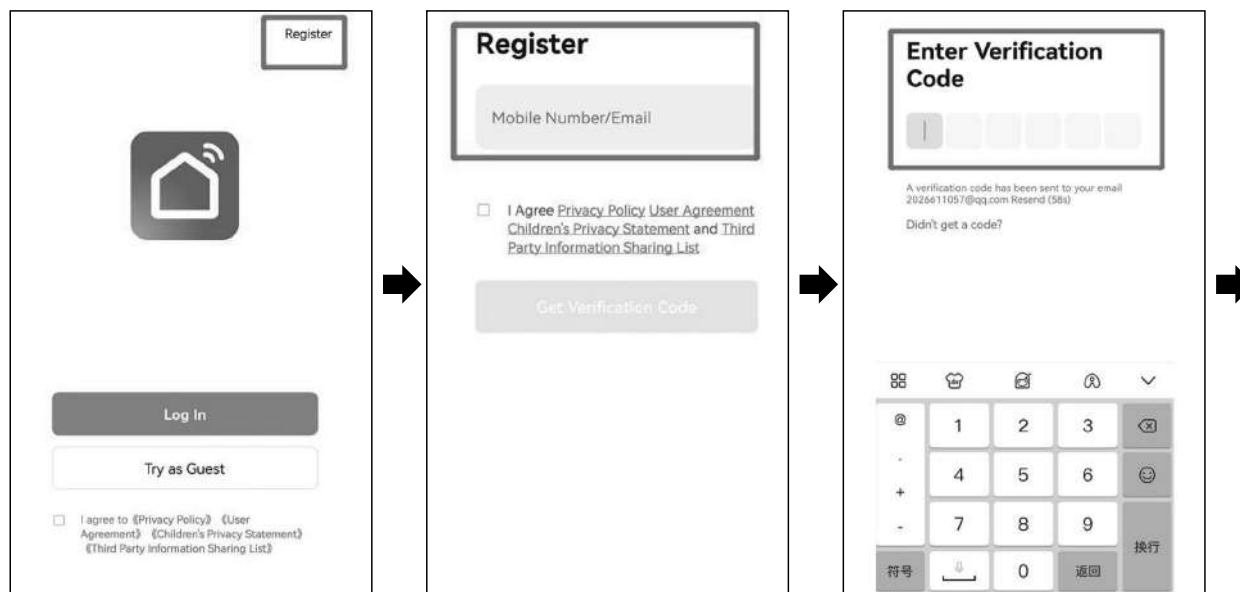 Register
Log In
Try as Guest
I agree to 《Privacy Policy》 《User
Agreement》 《Children's Privacy Statement》
《Third Party Information Sharing List》
Register
Mobile Number/Email
I Agree Privacy Policy User Agreement
Children's Privacy Statement and Third
Party Information Sharing List
Get Verification Code
Enter Verification
Code
A verification code has been sent to your email
2026611057@qq.com Resend (58s)
Didn't get a code?
@ 1 2 3
. 4 5 6
+
- 7 8 9
换行
符号 0 返回